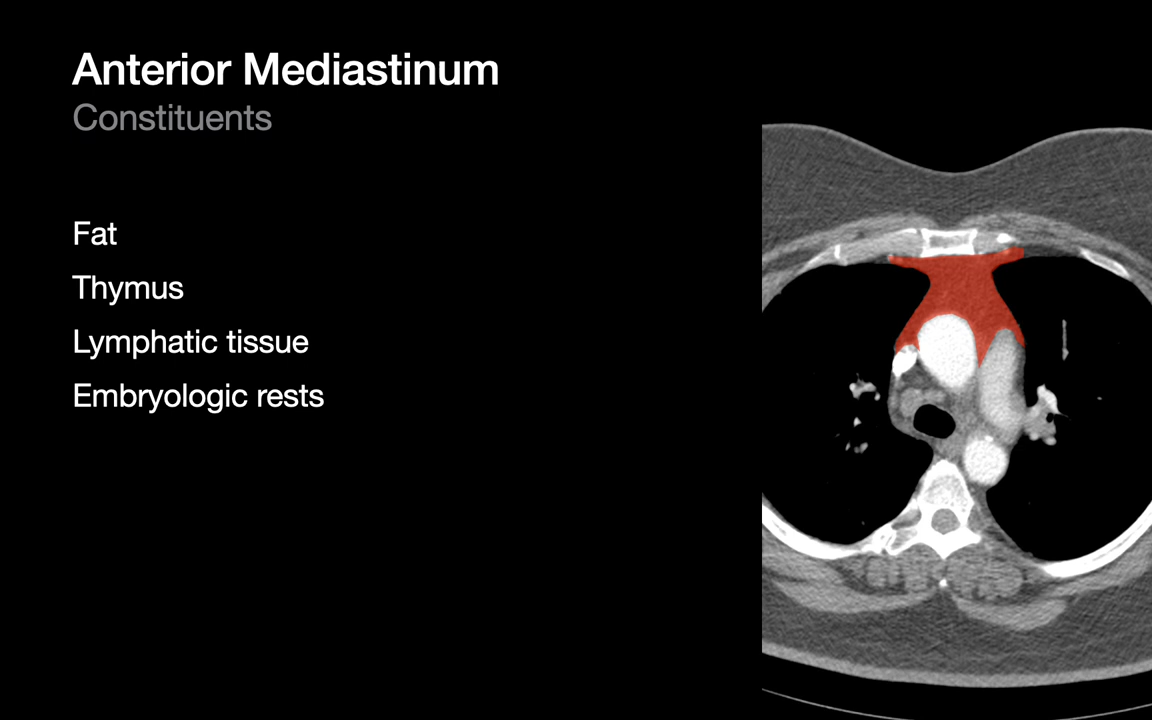 Anterior Mediastinum
Constituents
Fat
Thymus
Lymphatic tissue
Embryologic rests